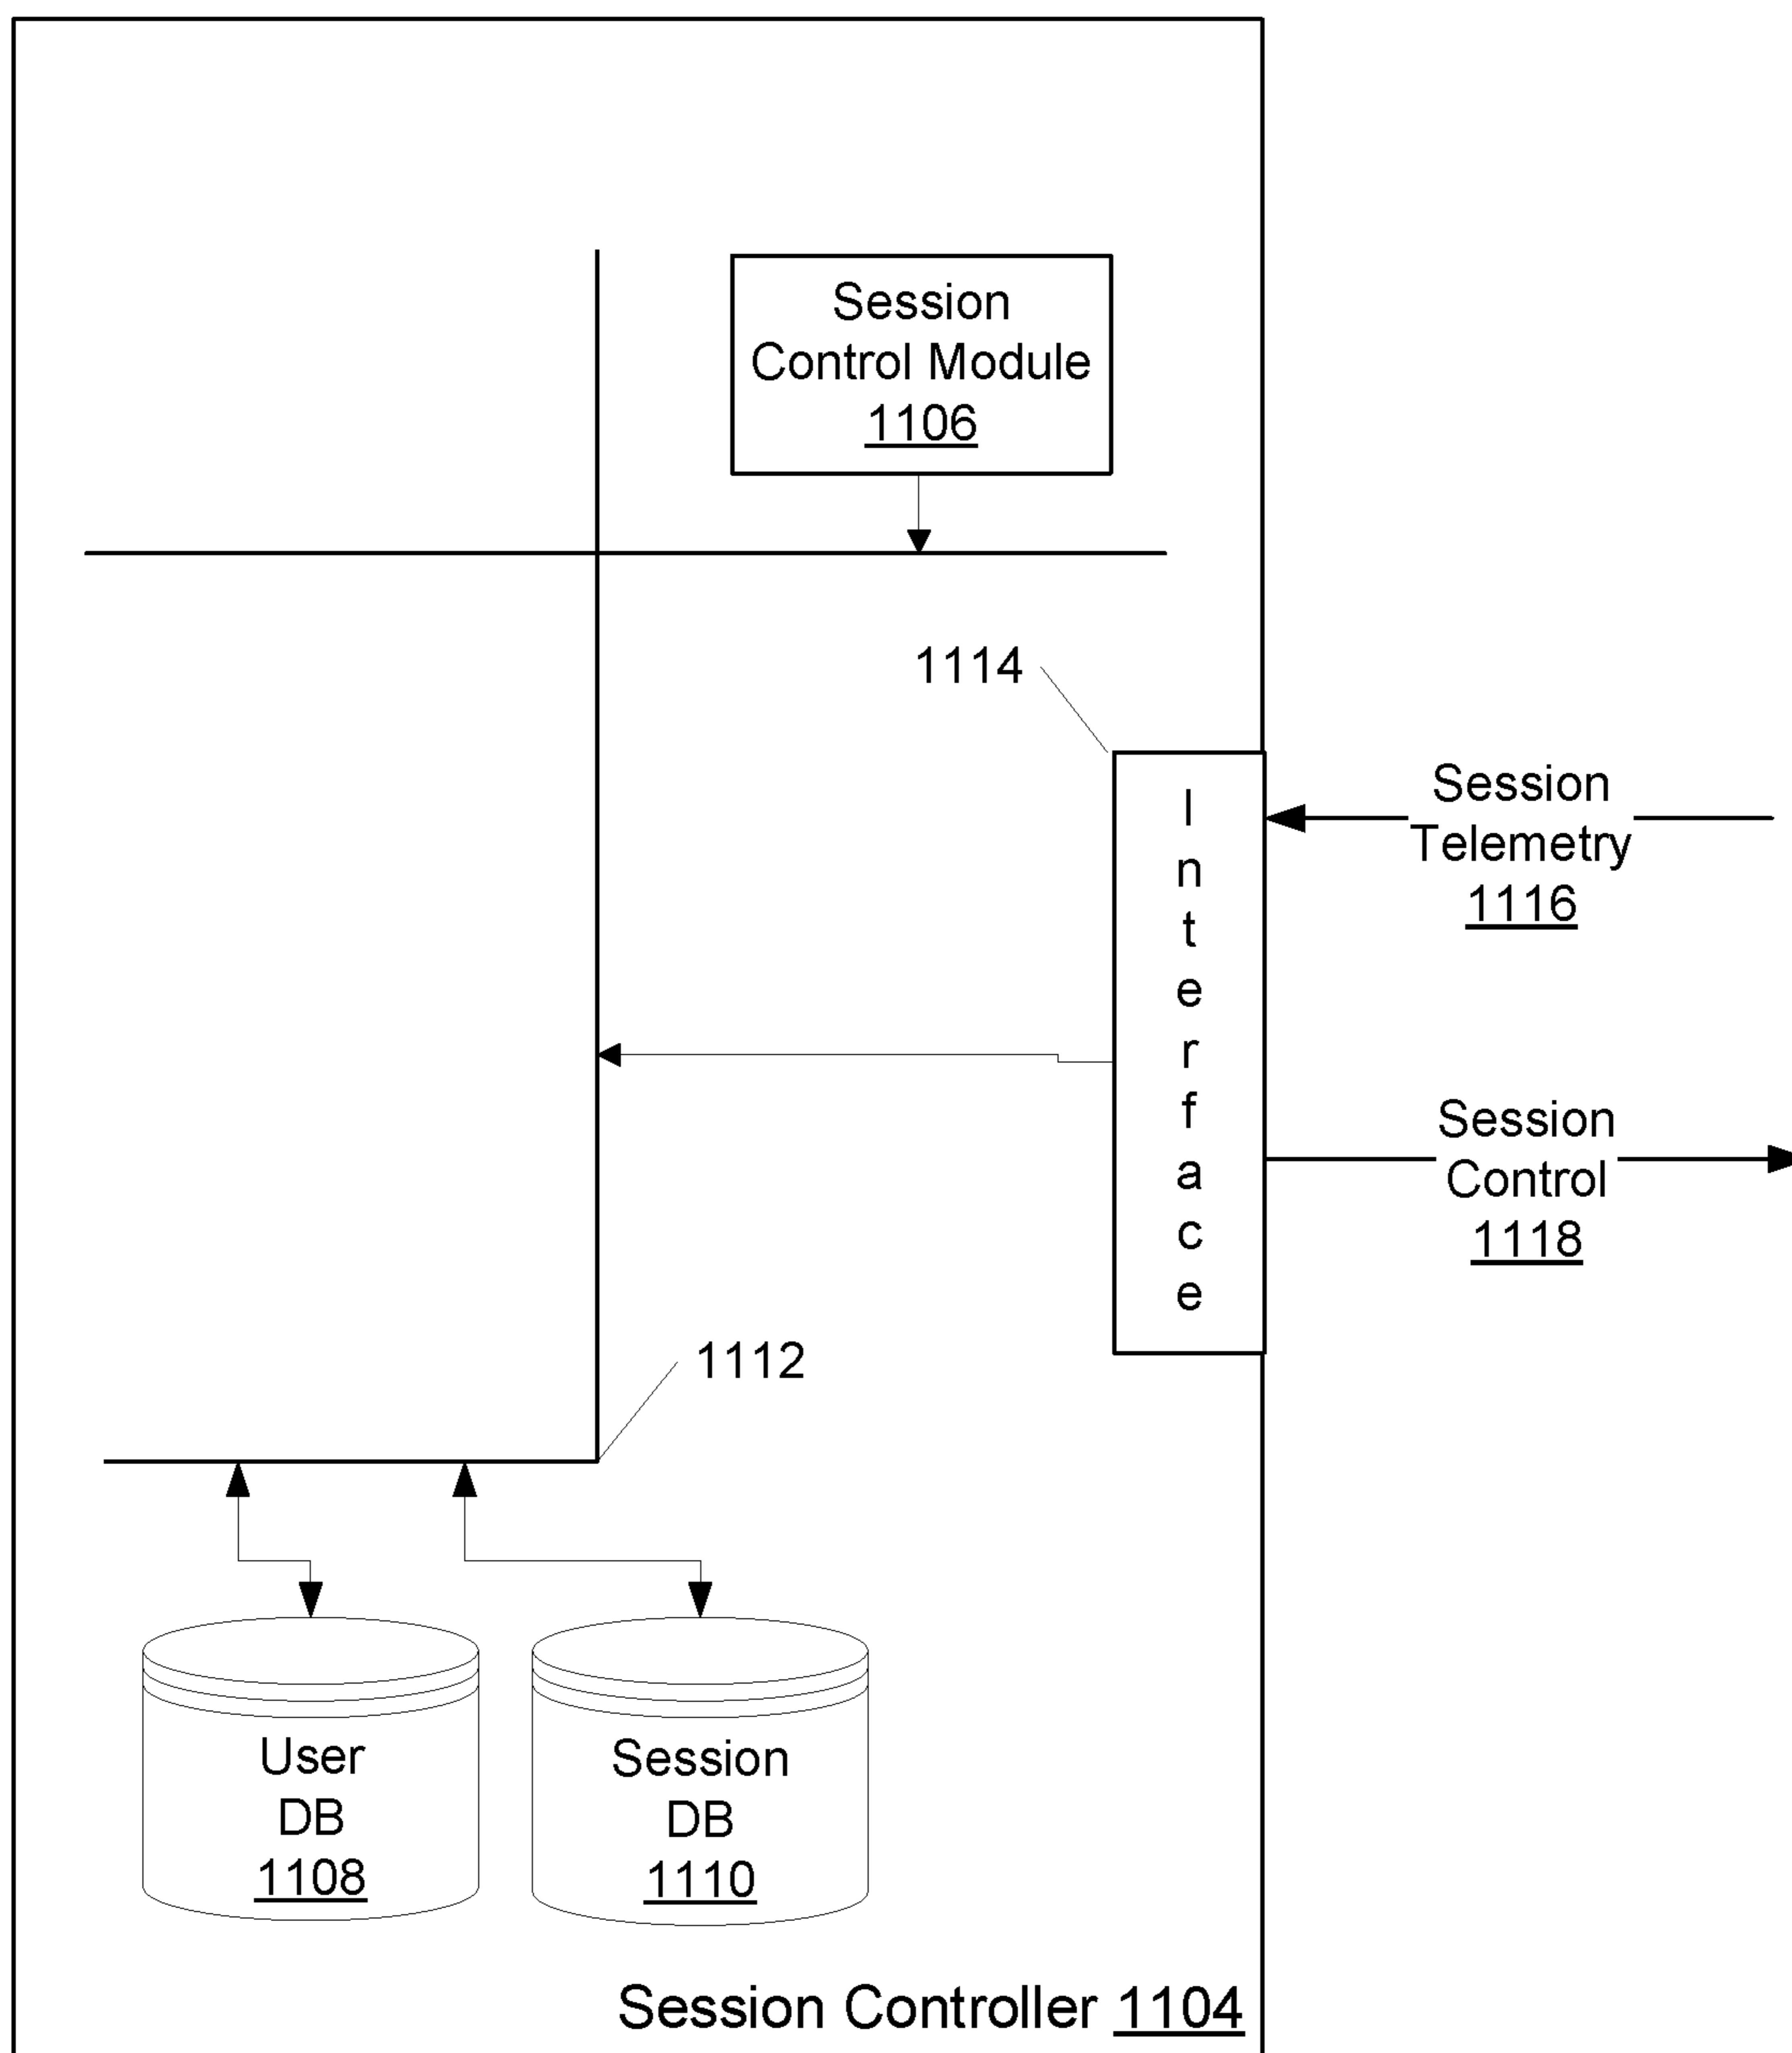 Session
Control Module
1106
1114
Interface
Session
Telemetry
1116
Session
Control
1118
1112
User
DB
1108
Session
DB
1110
Session Controller 1104